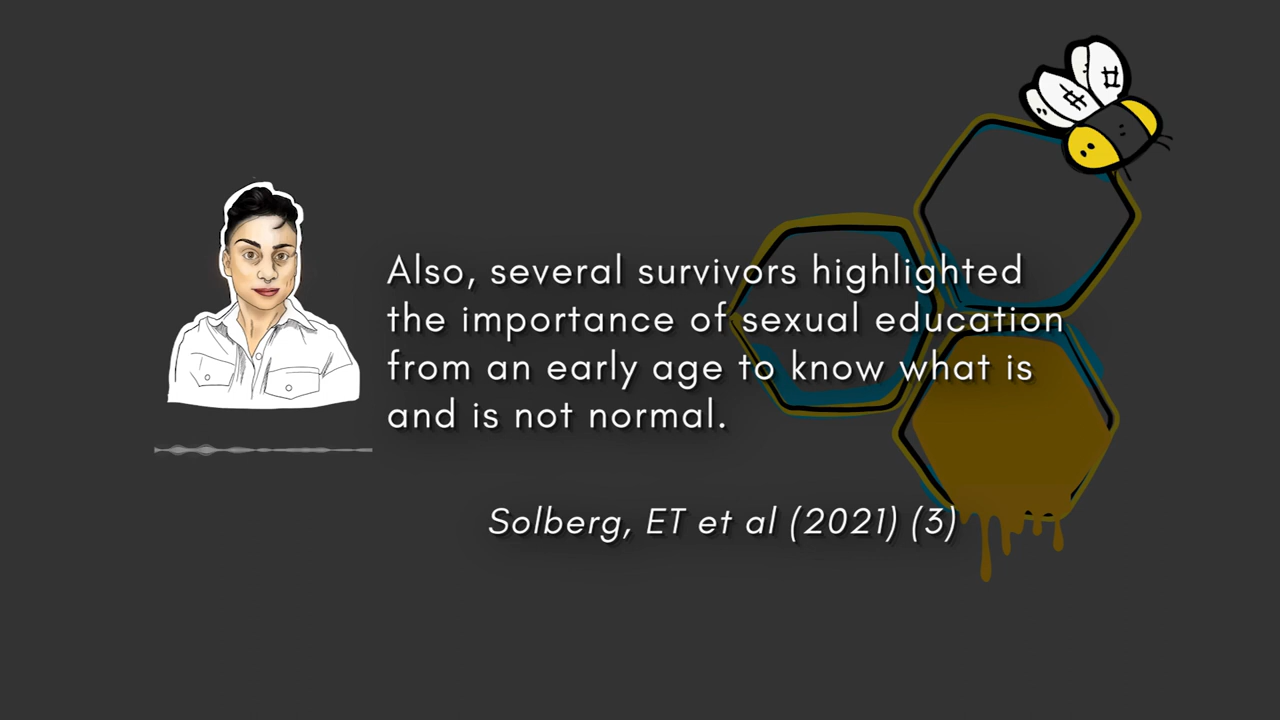 Also, several survivors highlighted
the importance of sexual education
from an early age to know what is
and is not normal.
Solberg, ET et al (2021) (3)